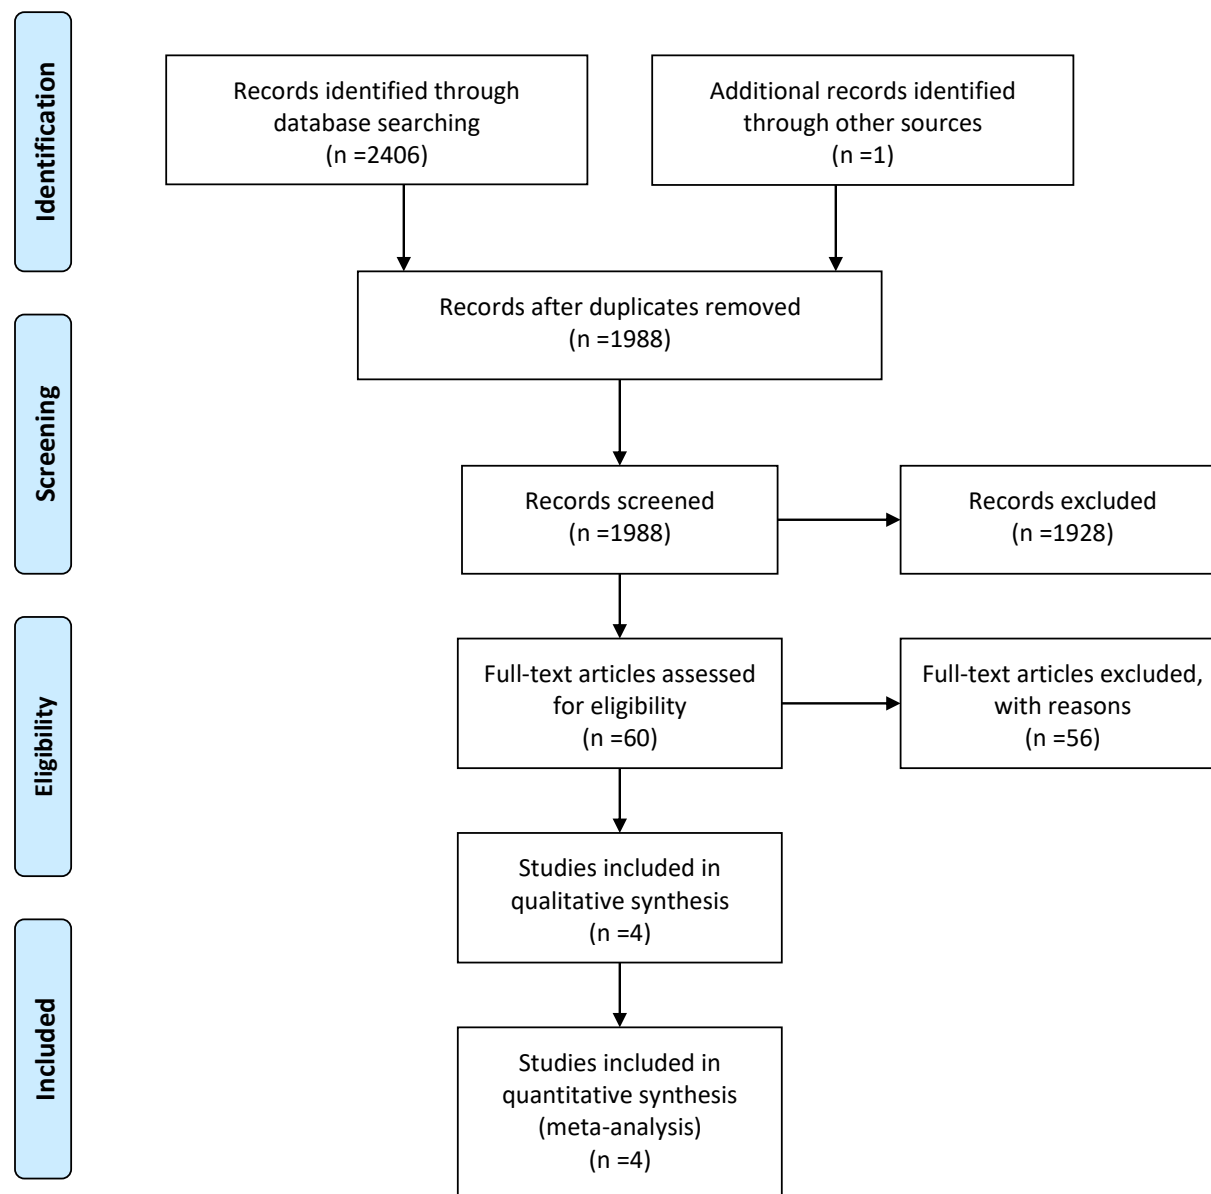 Identification
Records identified through
database searching
(n =2406)
Additional records identified
through other sources
(n =1)
Records after duplicates removed
(n =1988)
Screening
Records screened
(n =1988)
Records excluded
(n =1928)
Eligibility
Full-text articles assessed
for eligibility
(n =60)
Full-text articles excluded,
with reasons
(n =56)
Studies included in
qualitative synthesis
(n =4)
Included
Studies included in
quantitative synthesis
(meta-analysis)
(n =4)